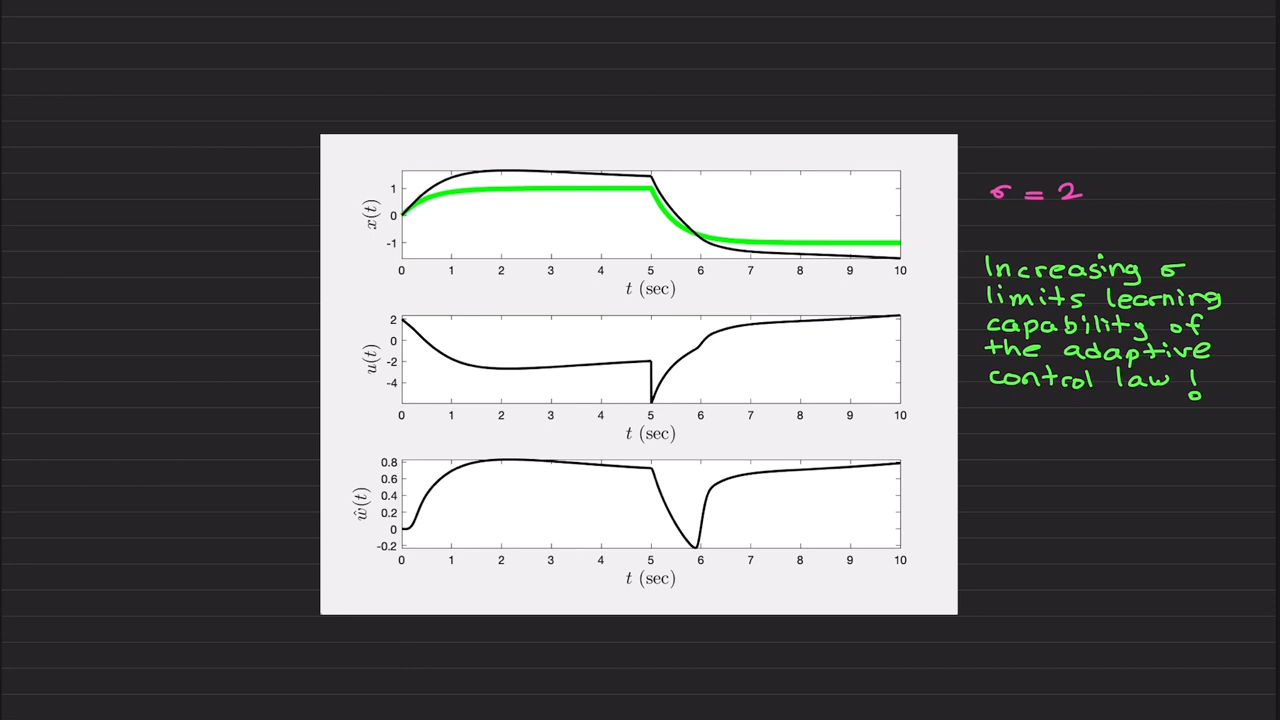 1
0
-1
x(t)
0 1 2 3 4 5 6 7 8 9 10
t (sec)
2
0
-2
-4
u(t)
0 1 2 3 4 5 6 7 8 9 10
t (sec)
0.8
0.6
0.4
0.2
0
-0.2
ŵ(t)
0 1 2 3 4 5 6 7 8 9 10
t (sec)
σ = 2
Increasing σ
limits learning
capability of
the adaptive
control law !